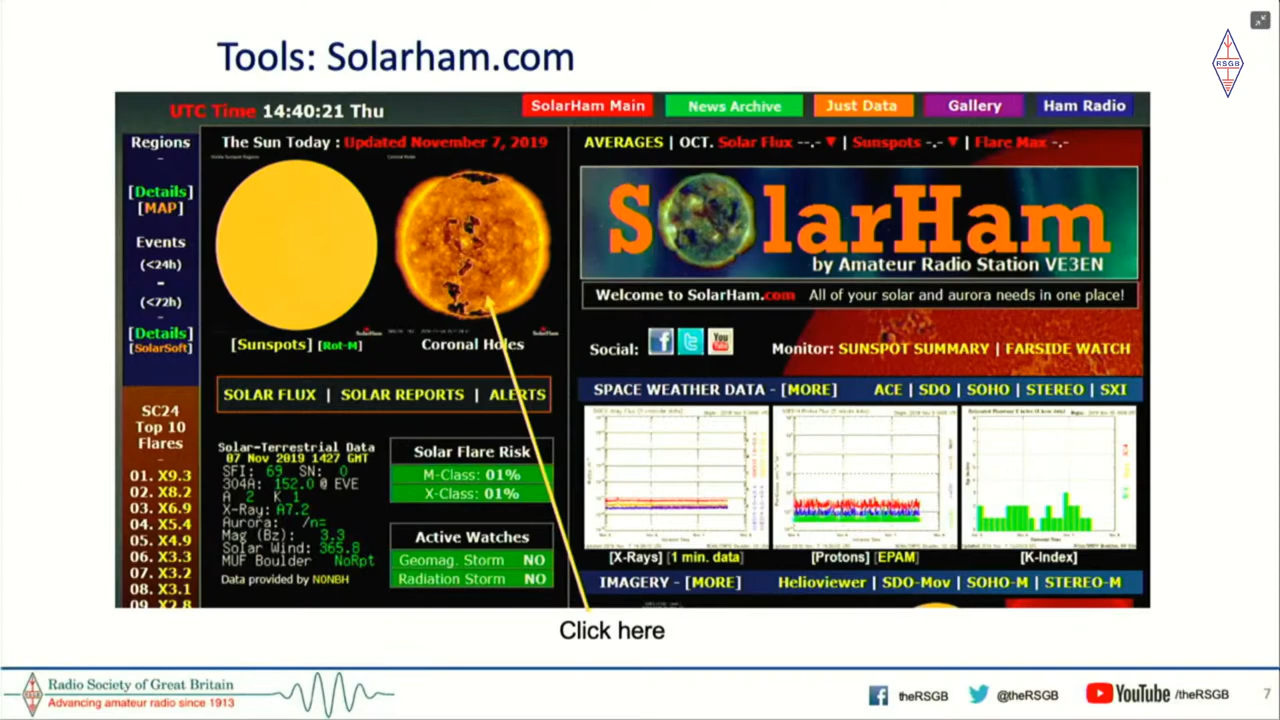 Tools: Solarham.com
RSGB
UTC Time 14:40:21 Thu
SolarHam Main
News Archive
Just Data
Gallery
Ham Radio
Regions
-
[Details]
[MAP]
Events
(<24h)
-
(<72h)
-
[Details]
[SolarSoft]
SC24
Top 10
Flares
-
01. X9.3
02. X8.2
03. X6.9
04. X5.4
05. X4.9
06. X3.3
07. X3.2
08. X3.1
09. X2.8
The Sun Today : Updated November 7, 2019
[Sunspots] [Rot-M]
Coronal Holes
SOLAR FLUX | SOLAR REPORTS | ALERTS
Solar-Terrestrial Data
07 Nov 2019 1427 GMT
SFI: 69 SN: 0
304A: 152.0 @ EVE
A 2 K 1
X-Ray: A7.2
Aurora: /n=
Mag (Bz): 3.3
Solar Wind: 365.8
MUF Boulder NoRpt
Data provided by N0NBH
Solar Flare Risk
M-Class: 01%
X-Class: 01%
Active Watches
Geomag. Storm NO
Radiation Storm NO
AVERAGES | OCT. Solar Flux --.- ▼ | Sunspots -.- ▼ | Flare Max -.-
SolarHam
by Amateur Radio Station VE3EN
Welcome to SolarHam.com All of your solar and aurora needs in one place!
Social:
You
Monitor: SUNSPOT SUMMARY | FARSIDE WATCH
SPACE WEATHER DATA - [MORE]
ACE | SDO | SOHO | STEREO | SXI
[X-Rays] [1 min. data]
[Protons] [EPAM]
[K-Index]
IMAGERY - [MORE]
Helioviewer | SDO-Mov | SOHO-M | STEREO-M
Click here
Radio Society of Great Britain
Advancing amateur radio since 1913
theRSGB
@theRSGB
YouTube /theRSGB
7